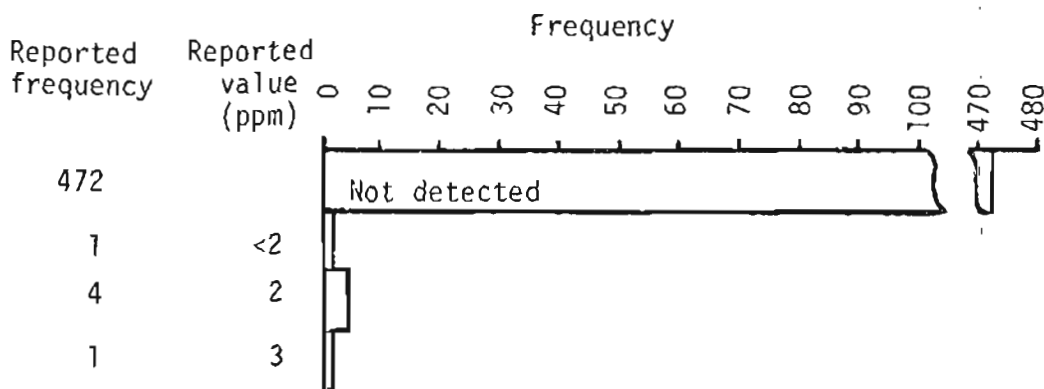 Frequency
Reported frequency
Reported value (ppm)
0 10 20 30 40 50 60 70 80 90 100 470 480
472 Not detected
1 <2
4 2
1 3